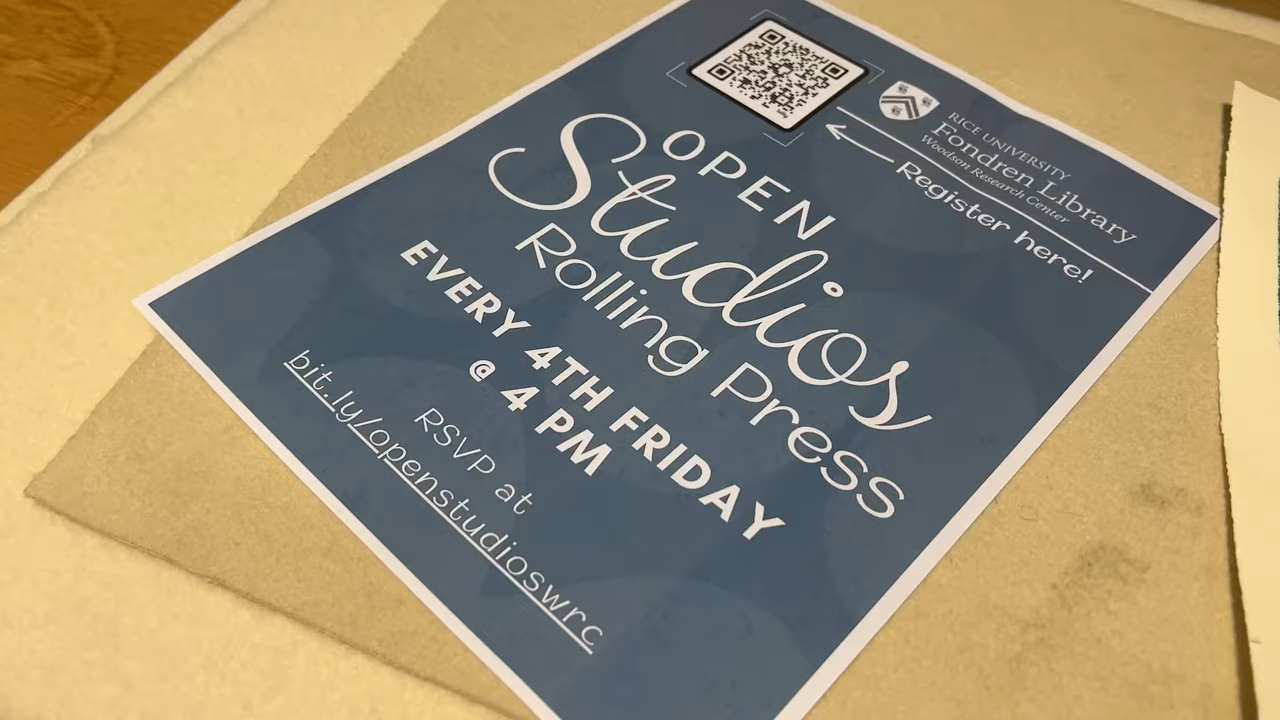 RICE UNIVERSITY
Fondren Library
Woodson Research Center
Register here!
OPEN
Studios
Rolling Press
EVERY 4TH FRIDAY
@ 4 PM
RSVP at
bit.ly/openstudioswrc